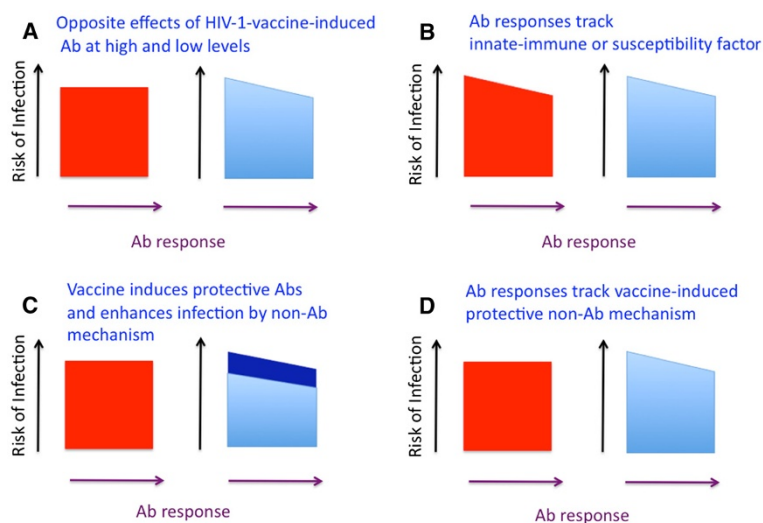 A
Opposite effects of HIV-1-vaccine-induced
Ab at high and low levels
Risk of Infection
Ab response
B
Ab responses track
innate-immune or susceptibility factor
Risk of Infection
Ab response
C
Vaccine induces protective Abs
and enhances infection by non-Ab
mechanism
Risk of Infection
Ab response
D
Ab responses track vaccine-induced
protective non-Ab mechanism
Risk of Infection
Ab response